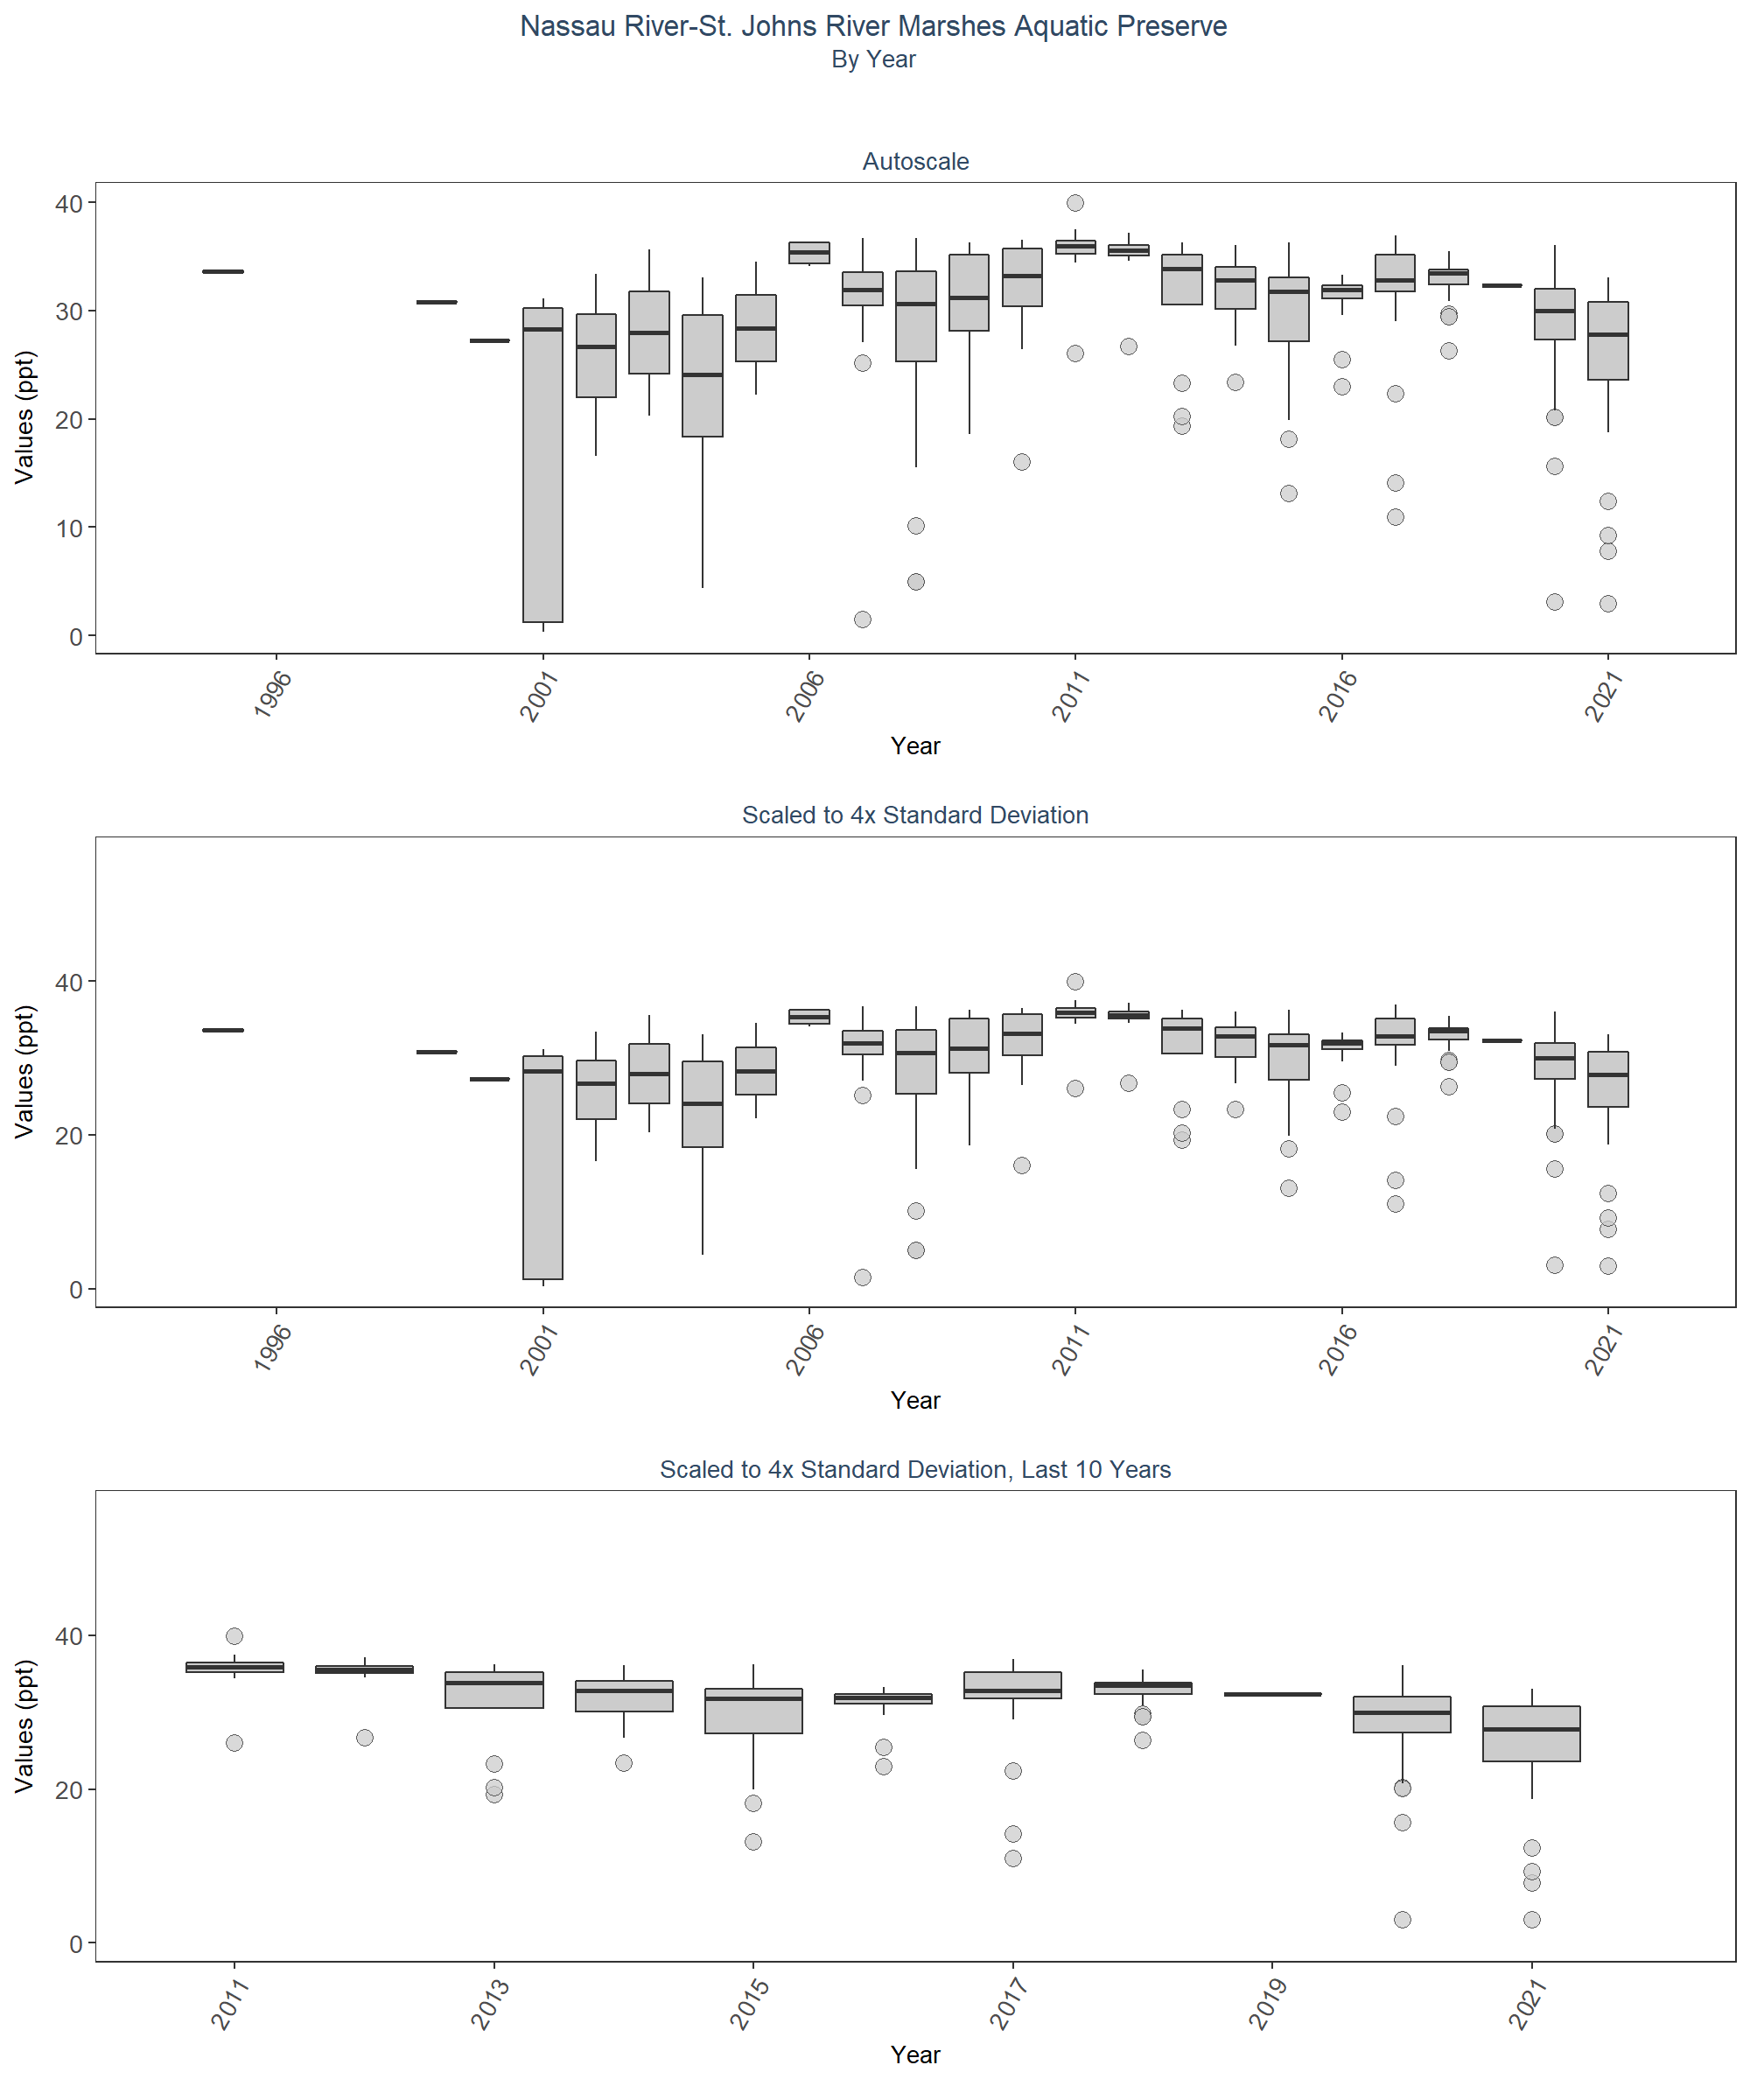 Nassau River-St. Johns River Marshes Aquatic Preserve
By Year
Autoscale
Values (ppt)
40
30
20
10
0
1996
2001
2006
2011
2016
2021
Year
Scaled to 4x Standard Deviation
Values (ppt)
40
20
0
1996
2001
2006
2011
2016
2021
Year
Scaled to 4x Standard Deviation, Last 10 Years
Values (ppt)
40
20
0
2011
2013
2015
2017
2019
2021
Year